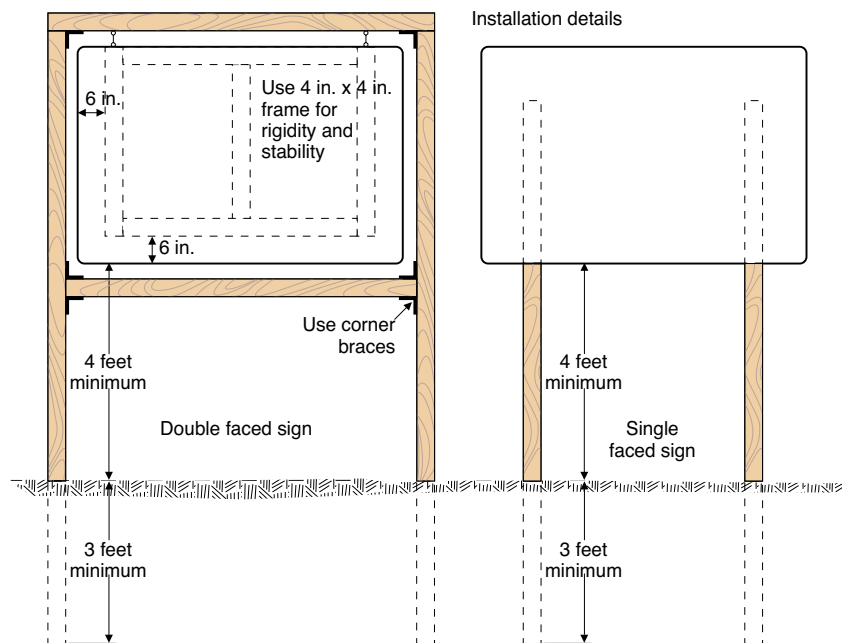 Installation details
6 in.
Use 4 in. x 4 in.
frame for
rigidity and
stability
6 in.
Use corner
braces
4 feet
minimum
Double faced sign
3 feet
minimum
4 feet
minimum
Single
faced sign
3 feet
minimum